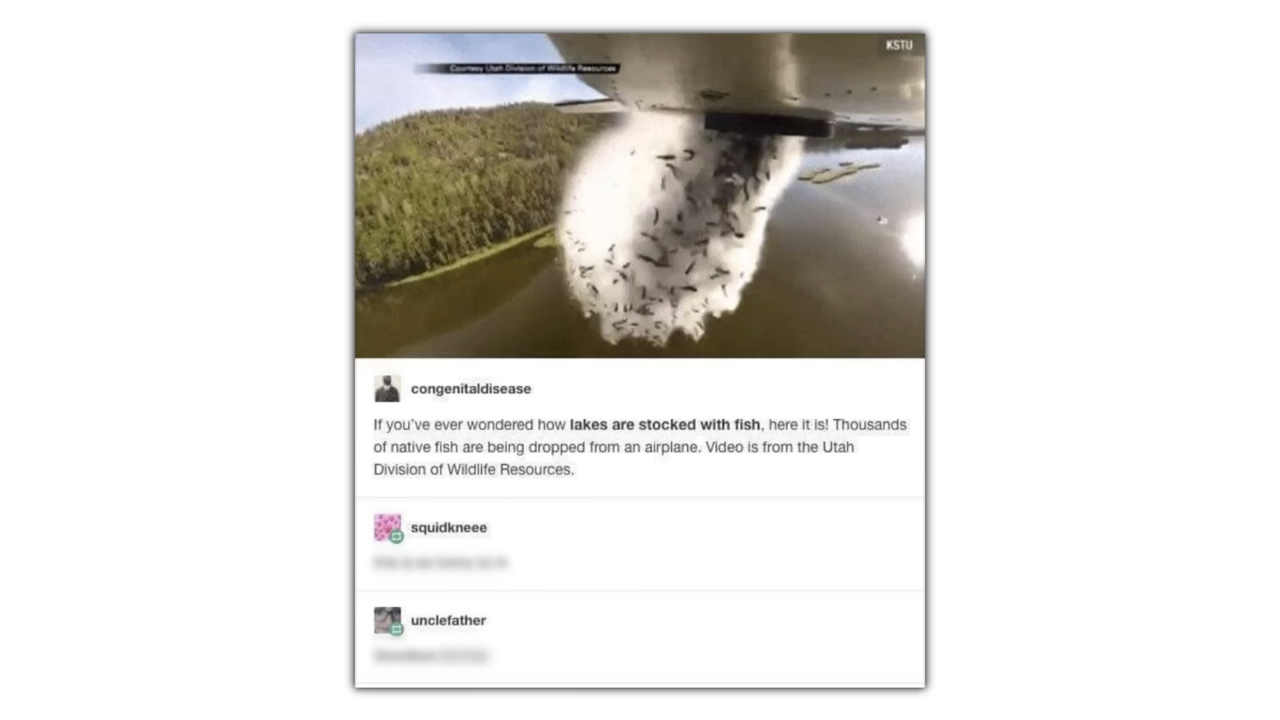 KSTU
Courtesy Utah Division of Wildlife Resources
congenitaldisease
If you’ve ever wondered how lakes are stocked with fish, here it is! Thousands
of native fish are being dropped from an airplane. Video is from the Utah
Division of Wildlife Resources.
squidkneee
unclefather